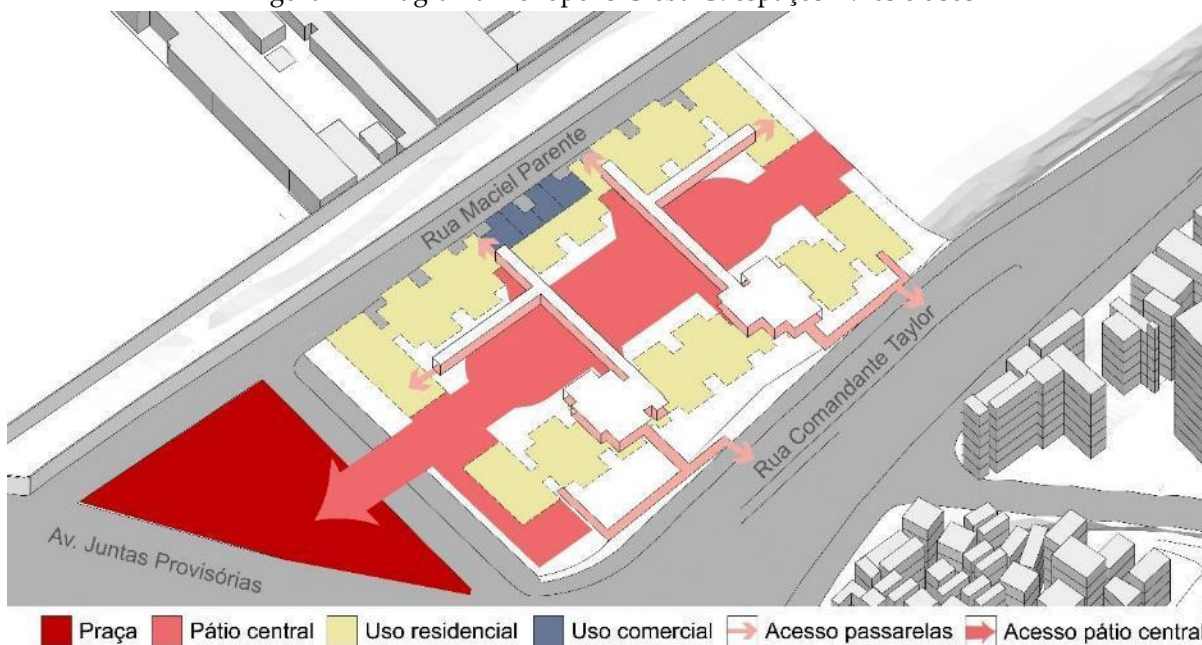 Rua Maciel Parente
Rua Comandante Taylor
Av. Juntas Provisórias
Praça
Pátio central
Uso residencial
Uso comercial
Acesso passarelas
Acesso pátio central